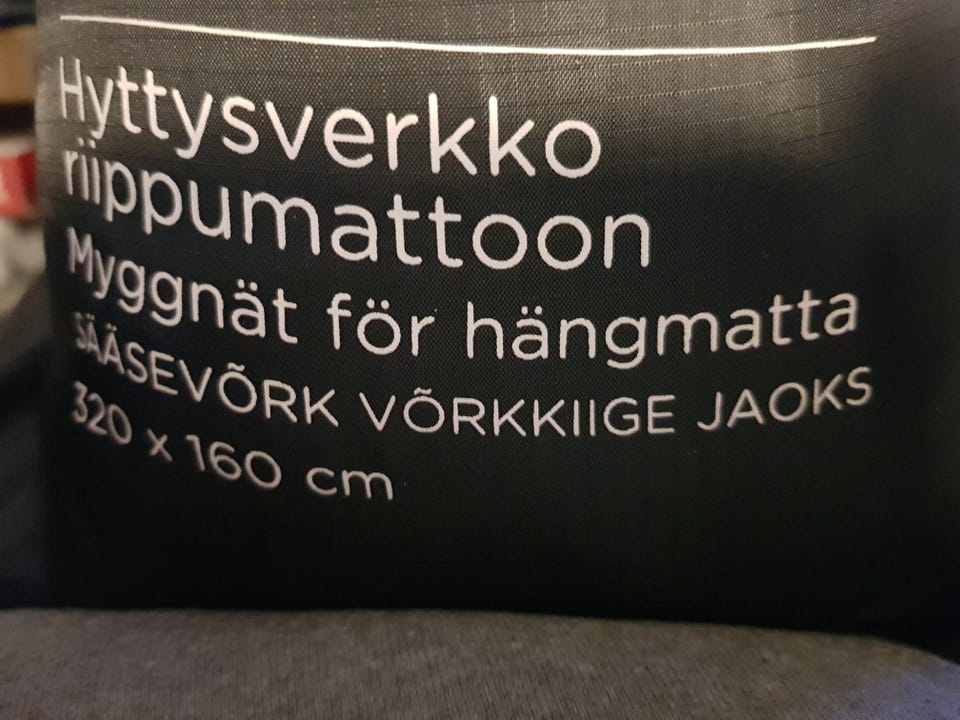 Hyttysverkko
riippumattoon
Myggnät för hängmatta
SÄÄSEVÕRK VÕRKKIIGE JAOKS
320 x 160 cm